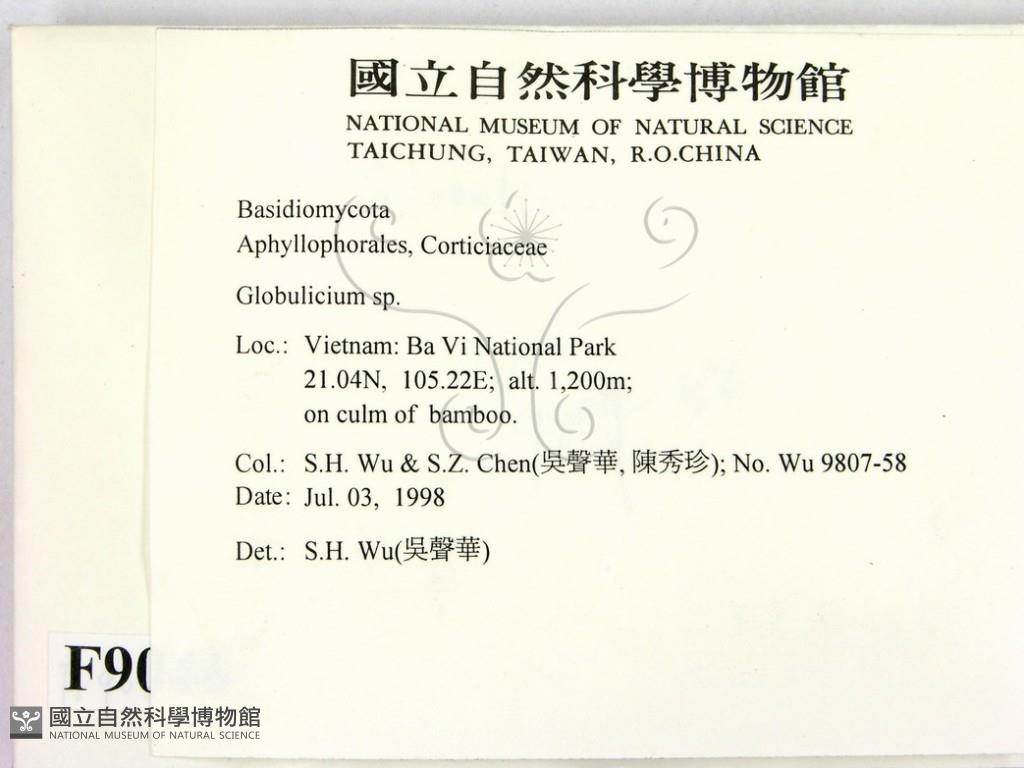 國立自然科學博物館
NATIONAL MUSEUM OF NATURAL SCIENCE
TAICHUNG, TAIWAN, R.O.CHINA
Basidiomycota
Aphyllophorales, Corticiaceae
Globulicium sp.
Loc.: Vietnam: Ba Vi National Park
21.04N, 105.22E; alt. 1,200m;
on culm of bamboo.
Col.: S.H. Wu & S.Z. Chen(吳聲華, 陳秀珍); No. Wu 9807-58
Date: Jul. 03, 1998
Det.: S.H. Wu(吳聲華)
F90
國立自然科學博物館
NATIONAL MUSEUM OF NATURAL SCIENCE